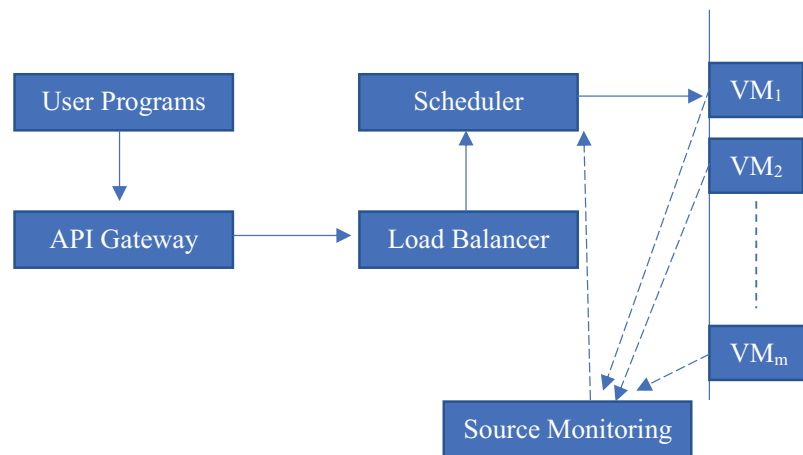 User Programs
Scheduler
VM₁
VM₂
API Gateway
Load Balancer
VMₘ
Source Monitoring